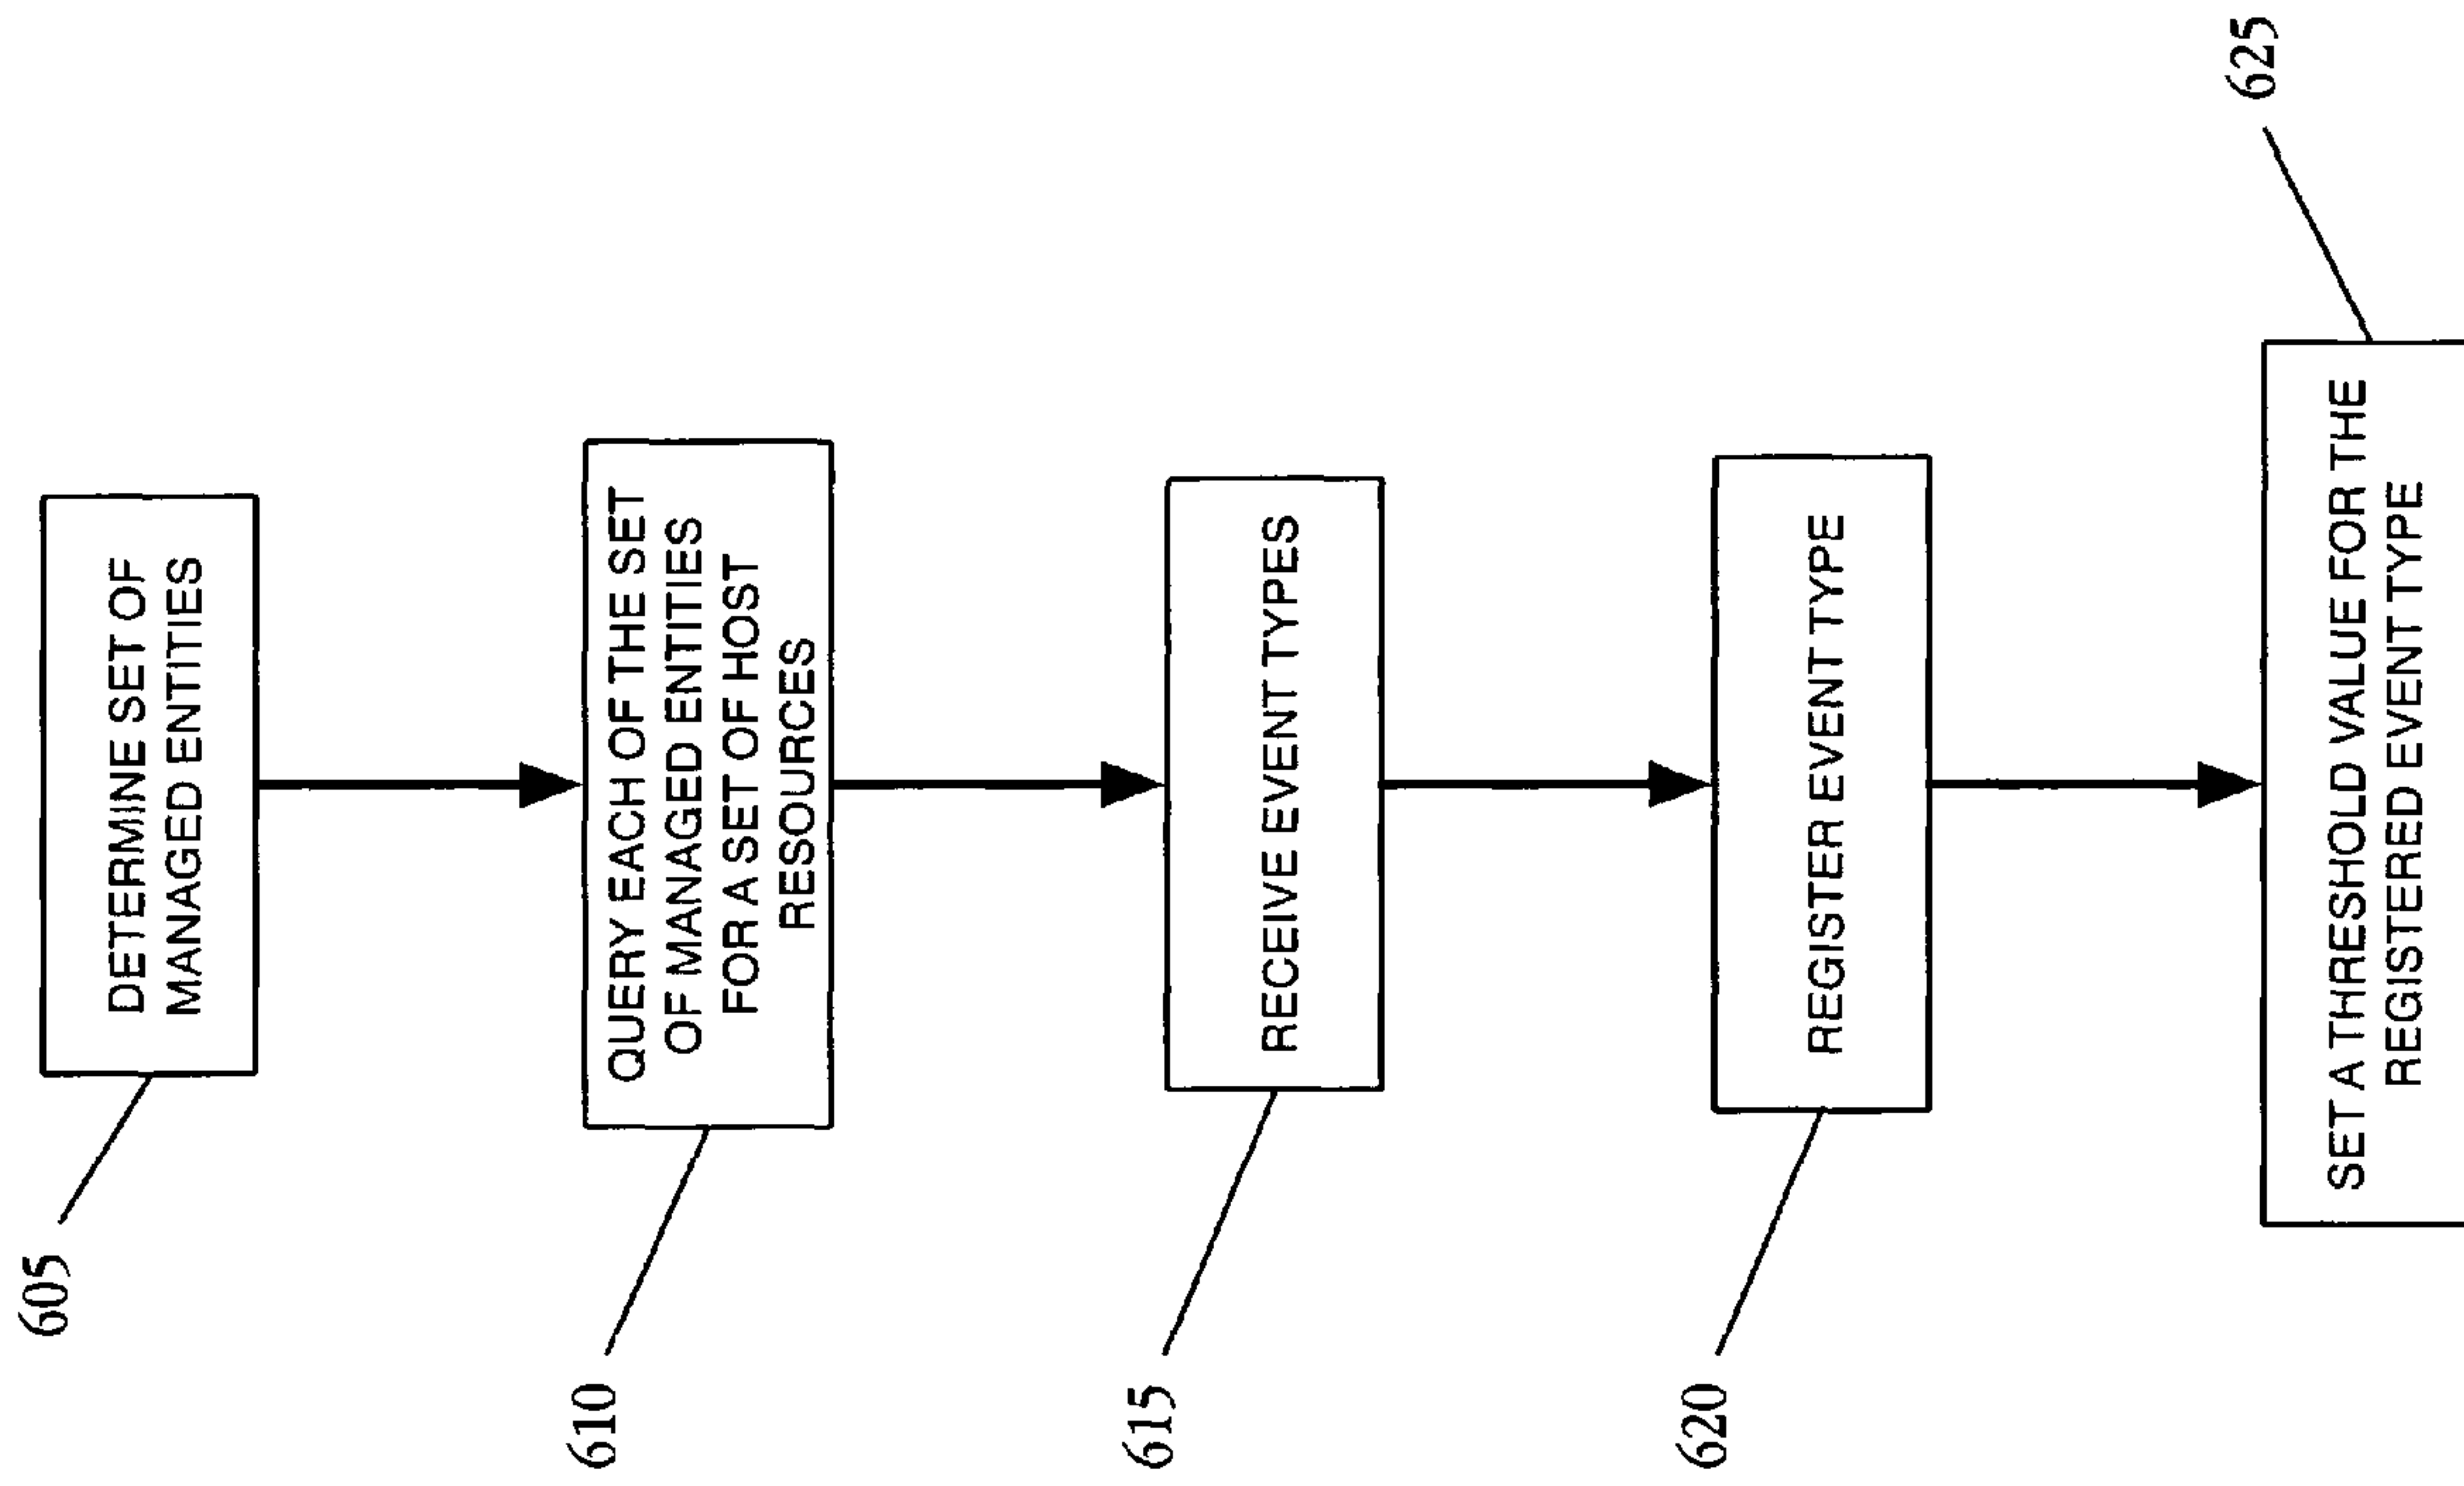 605
DETERMINE SET OF
MANAGED ENTITIES
610
QUERY EACH OF THE SET
OF MANAGED ENTITIES
FOR A SET OF HOST
RESOURCES
615
RECEIVE EVENT TYPES
620
REGISTER EVENT TYPE
625
SET A THRESHOLD VALUE FOR THE
REGISTERED EVENT TYPE